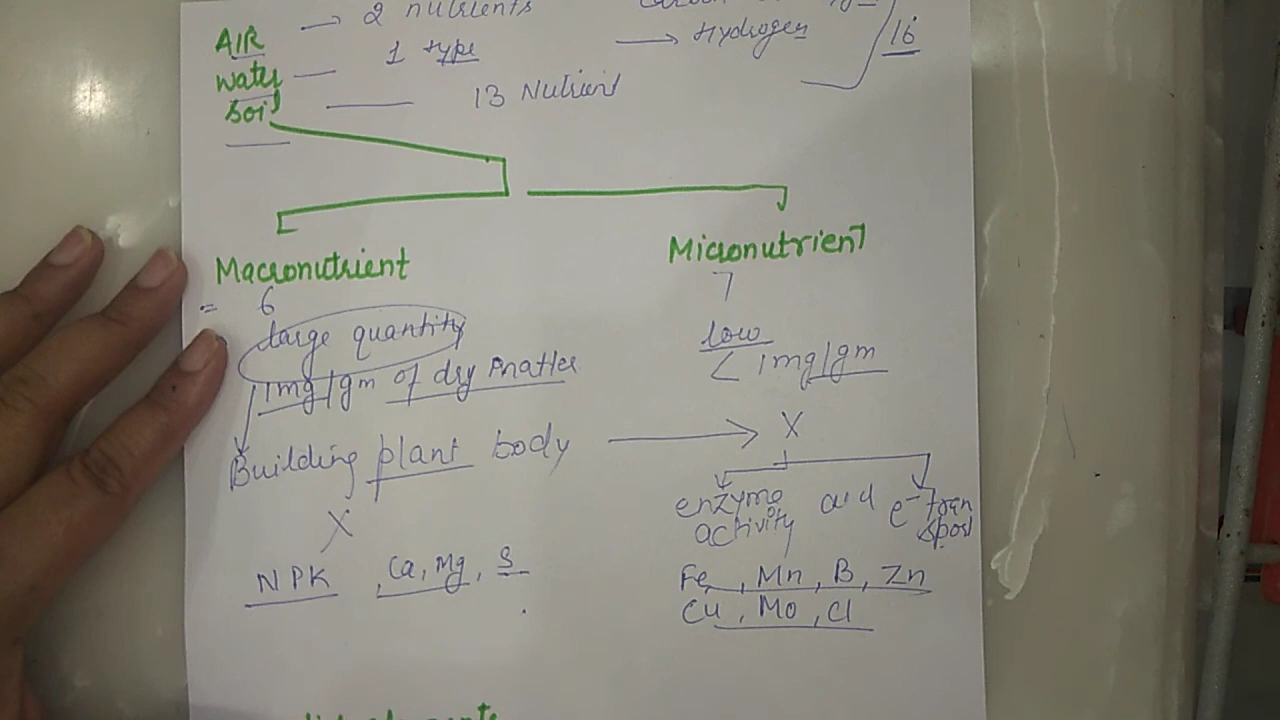 AIR → 2 nutrients
Water — 1 type → Hydrogen 16
Soil — 13 Nutrient
Macronutrient
= 6
large quantity
1mg/gm of dry matter
Building plant body →
X
NPK , Ca, Mg, S
Micronutrient
7
low
< 1mg/gm
X
enzyme and e⁻ tran
activity spost
Fe, Mn, B, Zn
Cu, Mo, Cl